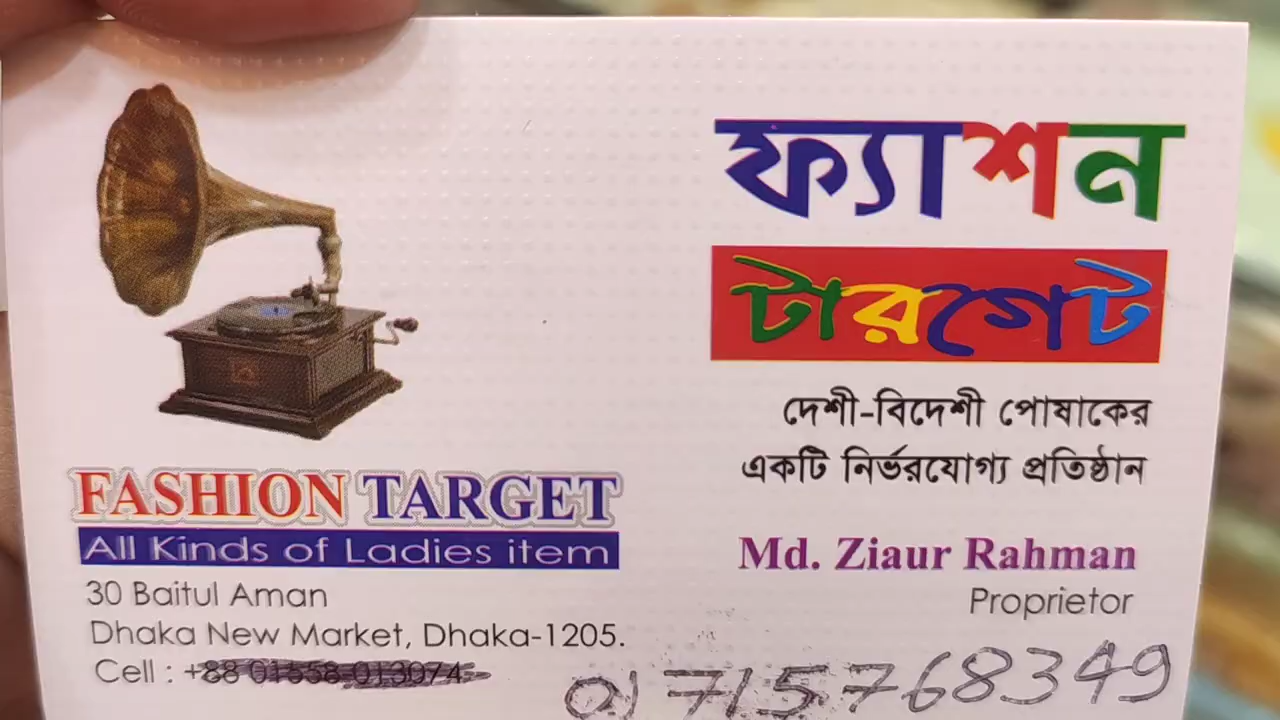 ফ্যাশন
টারগেট
দেশী-বিদেশী পোষাকের
একটি নির্ভরযোগ্য প্রতিষ্ঠান
FASHION TARGET
All Kinds of Ladies item
30 Baitul Aman
Dhaka New Market, Dhaka-1205.
Cell : +88 01558-013074
Md. Ziaur Rahman
Proprietor
01715768349